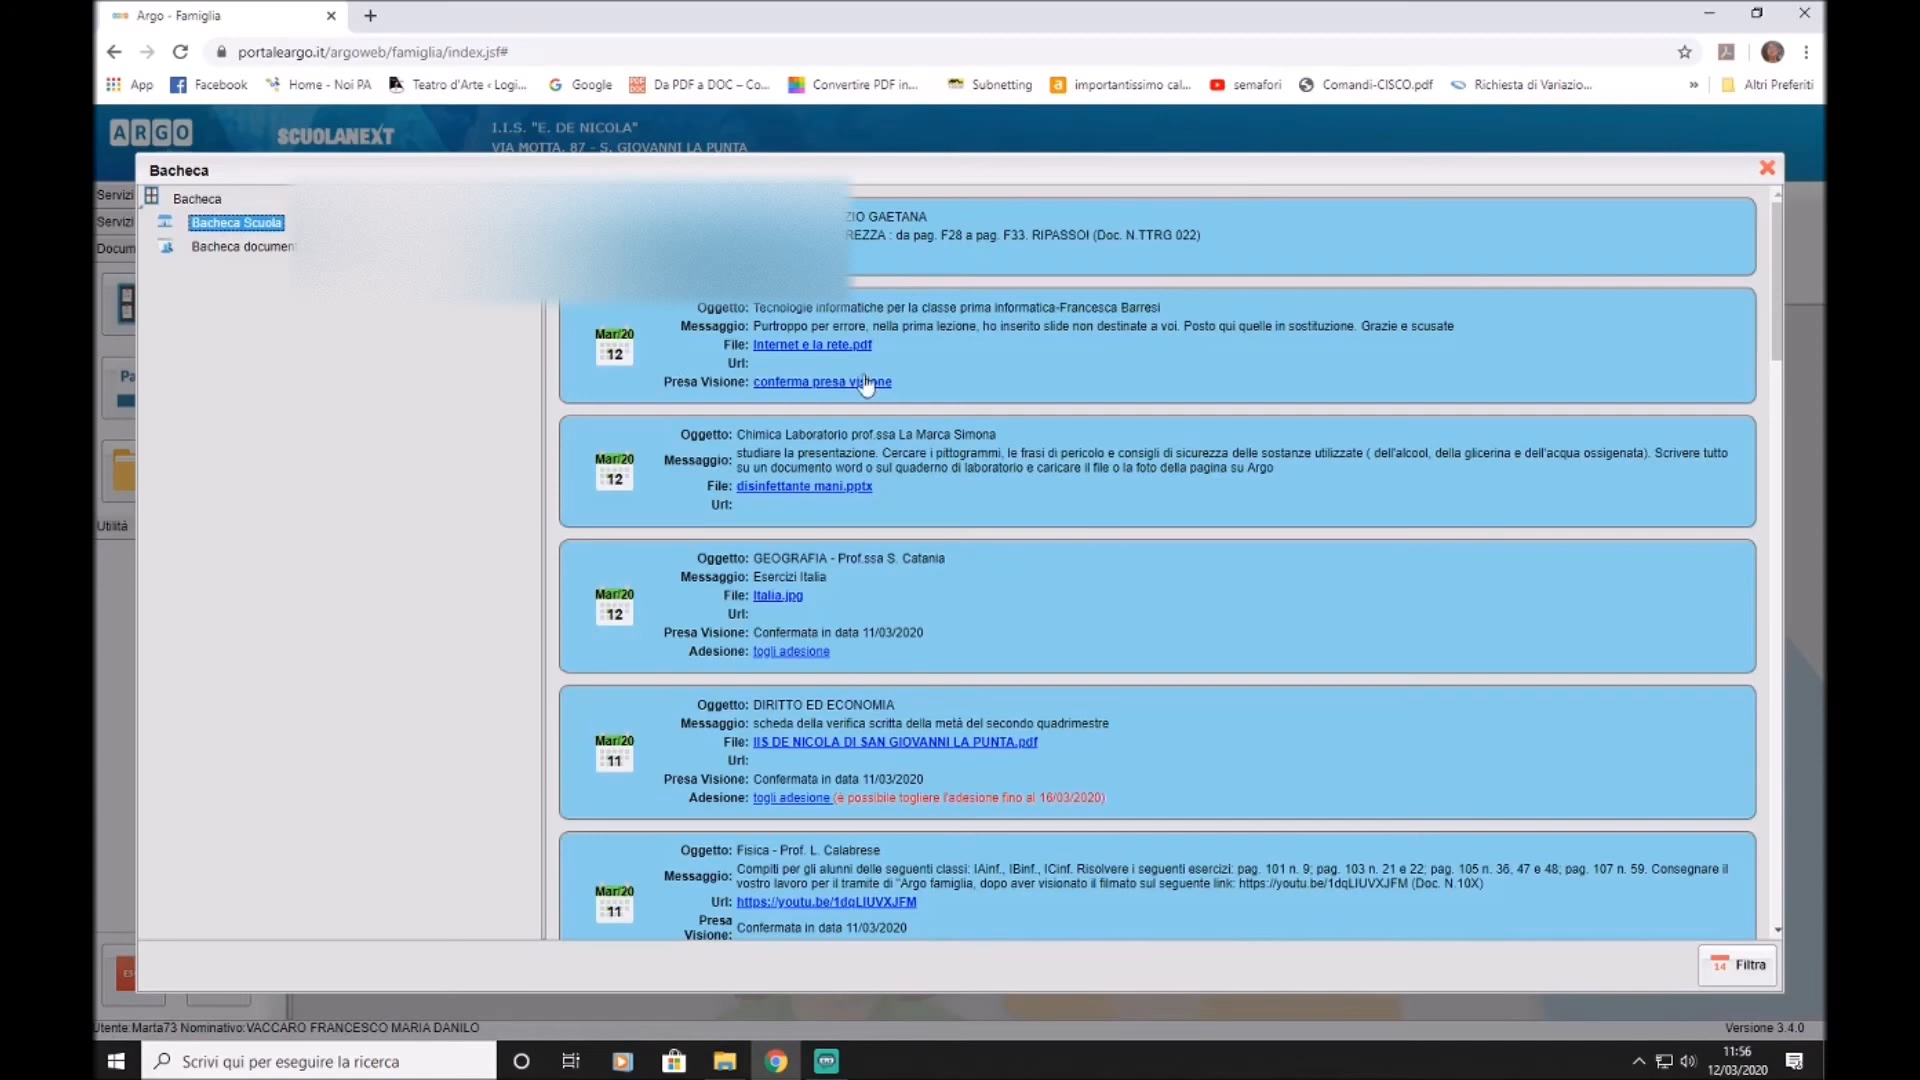 Argo - Famiglia
portaleargo.it/argoweb/famiglia/index.jsf#
App Facebook Home - Noi PA Teatro d'Arte ‹ Logi... Google Da PDF a DOC – Co... Convertire PDF in... Subnetting importantissimo cal... semafori Comandi-CISCO.pdf Richiesta di Variazio... » Altri Preferiti
ARGO SCUOLANEXT I.I.S. "E. DE NICOLA"
VIA MOTTA, 87 - S. GIOVANNI LA PUNTA
Bacheca
Servizi
Servizi
Docum
Pa
Utilità
ES
Bacheca
Bacheca Scuola
Bacheca documen
ZIO GAETANA
REZZA : da pag. F28 a pag. F33. RIPASSOI (Doc. N.TTRG 022)
Mar/20
12
Oggetto: Tecnologie informatiche per la classe prima informatica-Francesca Barresi
Messaggio: Purtroppo per errore, nella prima lezione, ho inserito slide non destinate a voi. Posto qui quelle in sostituzione. Grazie e scusate
File: Internet e la rete.pdf
Url:
Presa Visione: conferma presa visione
Mar/20
12
Oggetto: Chimica Laboratorio prof.ssa La Marca Simona
Messaggio: studiare la presentazione. Cercare i pittogrammi, le frasi di pericolo e consigli di sicurezza delle sostanze utilizzate ( dell'alcool, della glicerina e dell'acqua ossigenata). Scrivere tutto
su un documento word o sul quaderno di laboratorio e caricare il file o la foto della pagina su Argo
File: disinfettante mani.pptx
Url:
Mar/20
12
Oggetto: GEOGRAFIA - Prof.ssa S. Catania
Messaggio: Esercizi Italia
File: Italia.jpg
Url:
Presa Visione: Confermata in data 11/03/2020
Adesione: togli adesione
Mar/20
11
Oggetto: DIRITTO ED ECONOMIA
Messaggio: scheda della verifica scritta della metà del secondo quadrimestre
File: IIS DE NICOLA DI SAN GIOVANNI LA PUNTA.pdf
Url:
Presa Visione: Confermata in data 11/03/2020
Adesione: togli adesione (è possibile togliere l'adesione fino al 16/03/2020)
Mar/20
11
Oggetto: Fisica - Prof. L. Calabrese
Messaggio: Compiti per gli alunni delle seguenti classi: IAinf., IBinf., ICinf. Risolvere i seguenti esercizi: pag. 101 n. 9; pag. 103 n. 21 e 22; pag. 105 n. 36, 47 e 48; pag. 107 n. 59. Consegnare il
vostro lavoro per il tramite di "Argo famiglia, dopo aver visionato il filmato sul seguente link: https://youtu.be/1dqLIUVXJFM (Doc. N.10X)
Url: https://youtu.be/1dqLIUVXJFM
Presa Visione: Confermata in data 11/03/2020
14 Filtra
Utente:Marta73 Nominativo:VACCARO FRANCESCO MARIA DANILO
Versione 3.4.0
Scrivi qui per eseguire la ricerca
11:56
12/03/2020